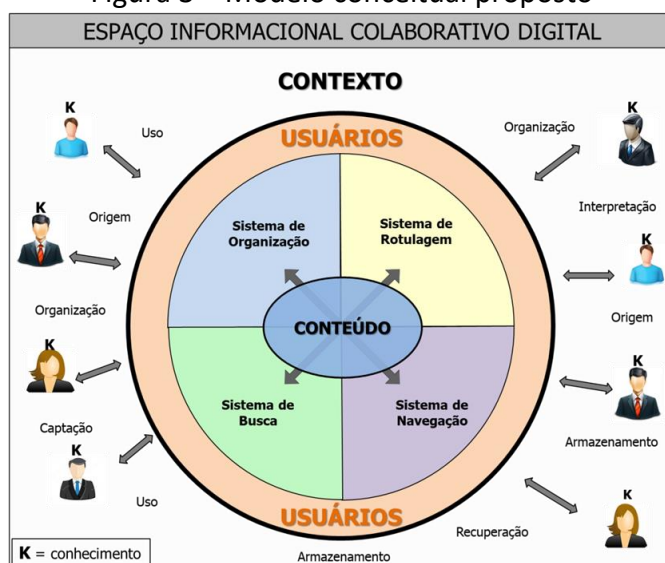 ESPAÇO INFORMACIONAL COLABORATIVO DIGITAL
CONTEXTO
K
K
Uso
USUÁRIOS
Organização
Interpretação
K
Origem
Sistema de
Organização
Sistema de
Rotulagem
K
Organização
CONTEÚDO
Origem
K
K
Captação
Sistema de
Busca
Sistema de
Navegação
Armazenamento
K
K
Uso
USUÁRIOS
Recuperação
Armazenamento
K = conhecimento